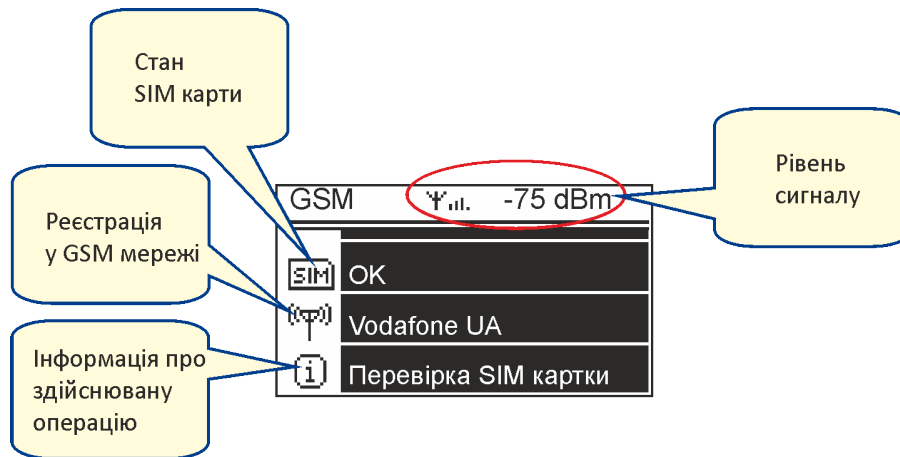 Стан
SIM карти
Рівень
сигналу
Реєстрація
у GSM мережі
Інформація про
здійснювану
операцію
GSM -75 dBm
SIM OK
Vodafone UA
i Перевірка SIM картки